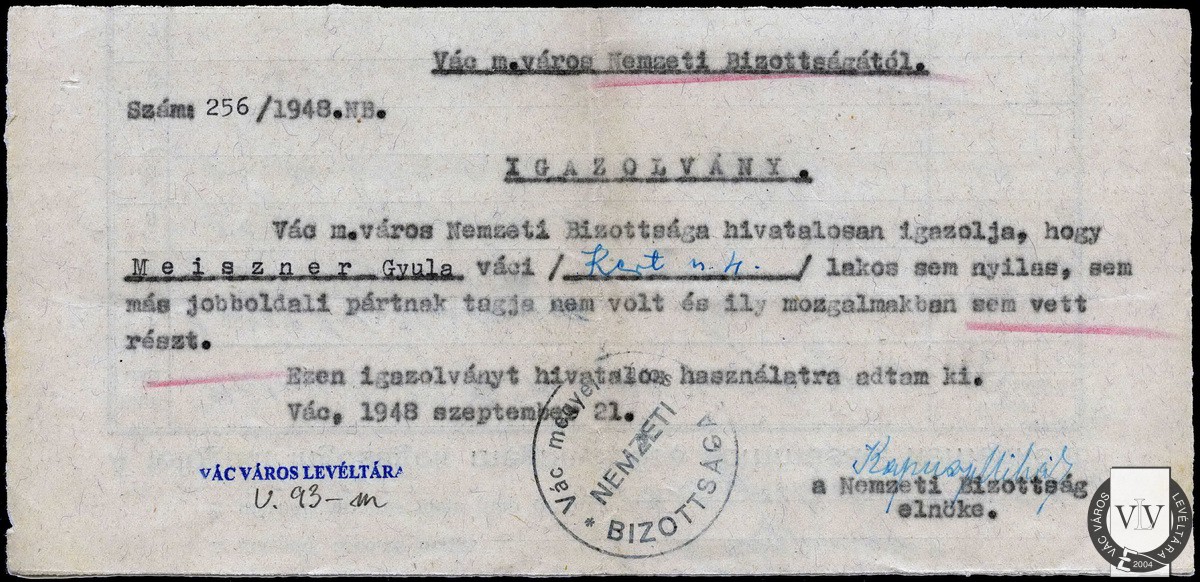 Vác m.város Nemzeti Bizottságától.
Szám: 256/1948.NB.
IGAZOLVÁNY.
Vác m.város Nemzeti Bizottsága hivatalosan igazolja, hogy
Meiszner Gyula váci /Kert u. 4./ lakos sem nyilas, sem
más jobboldali pártnak tagja nem volt és ily mozgalmakban sem vett
részt.
Ezen igazolványt hivatalos használatra adtam ki.
Vác, 1948 szeptember 21.
Vác megyei város
NEMZETI
* BIZOTTSÁGA
VÁC VÁROS LEVÉLTÁRA
V. 93-m
Kapusy Mihály
a Nemzeti Bizottság
elnöke.
VÁC VÁROS LEVÉLTÁRA
VLV
2004